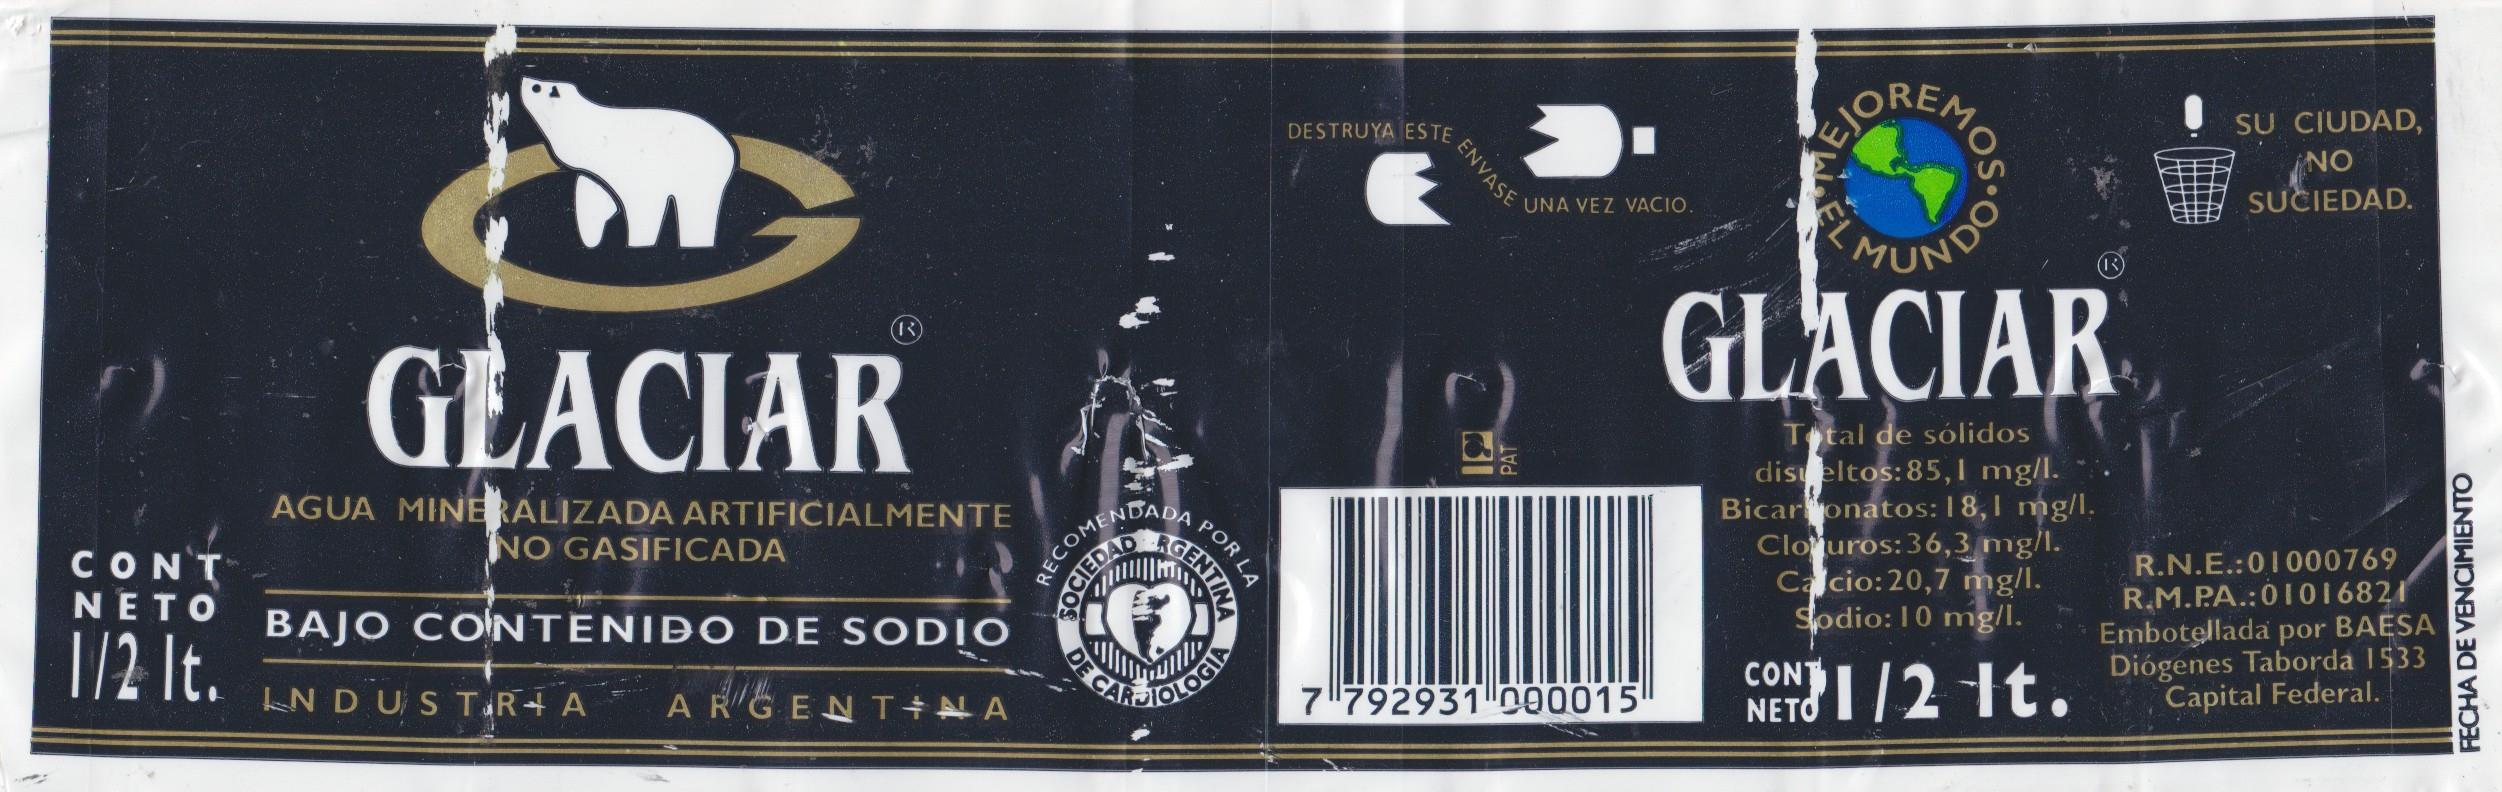 GLACIAR
®
AGUA MINERALIZADA ARTIFICIALMENTE
NO GASIFICADA
BAJO CONTENIDO DE SODIO
INDUSTRIA ARGENTINA
CONT
NETO
1/2 lt.
RECOMENDADA POR LA
SOCIEDAD ARGENTINA
DE CARDIOLOGIA
DESTRUYA ESTE ENVASE UNA VEZ VACIO.
PAT
7 792931 000015
MEJOREMOS
EL MUNDO
SU CIUDAD,
NO
SUCIEDAD.
GLACIAR
®
Total de sólidos
disueltos:85,1 mg/l.
Bicarbonatos:18,1 mg/l.
Cloruros:36,3 mg/l.
Calcio:20,7 mg/l.
Sodio:10 mg/l.
CONT
NETO
1/2 lt.
R.N.E.:01000769
R.M.P.A.:01016821
Embotellada por BAESA
Diógenes Taborda 1533
Capital Federal.
FECHA DE VENCIMIENTO